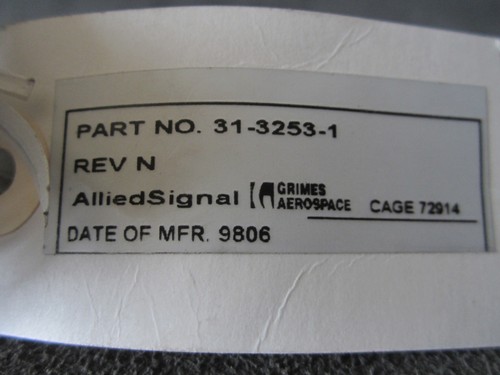 PART NO. 31-3253-1
REV N
AlliedSignal GRIMES AEROSPACE CAGE 72914
DATE OF MFR. 9806